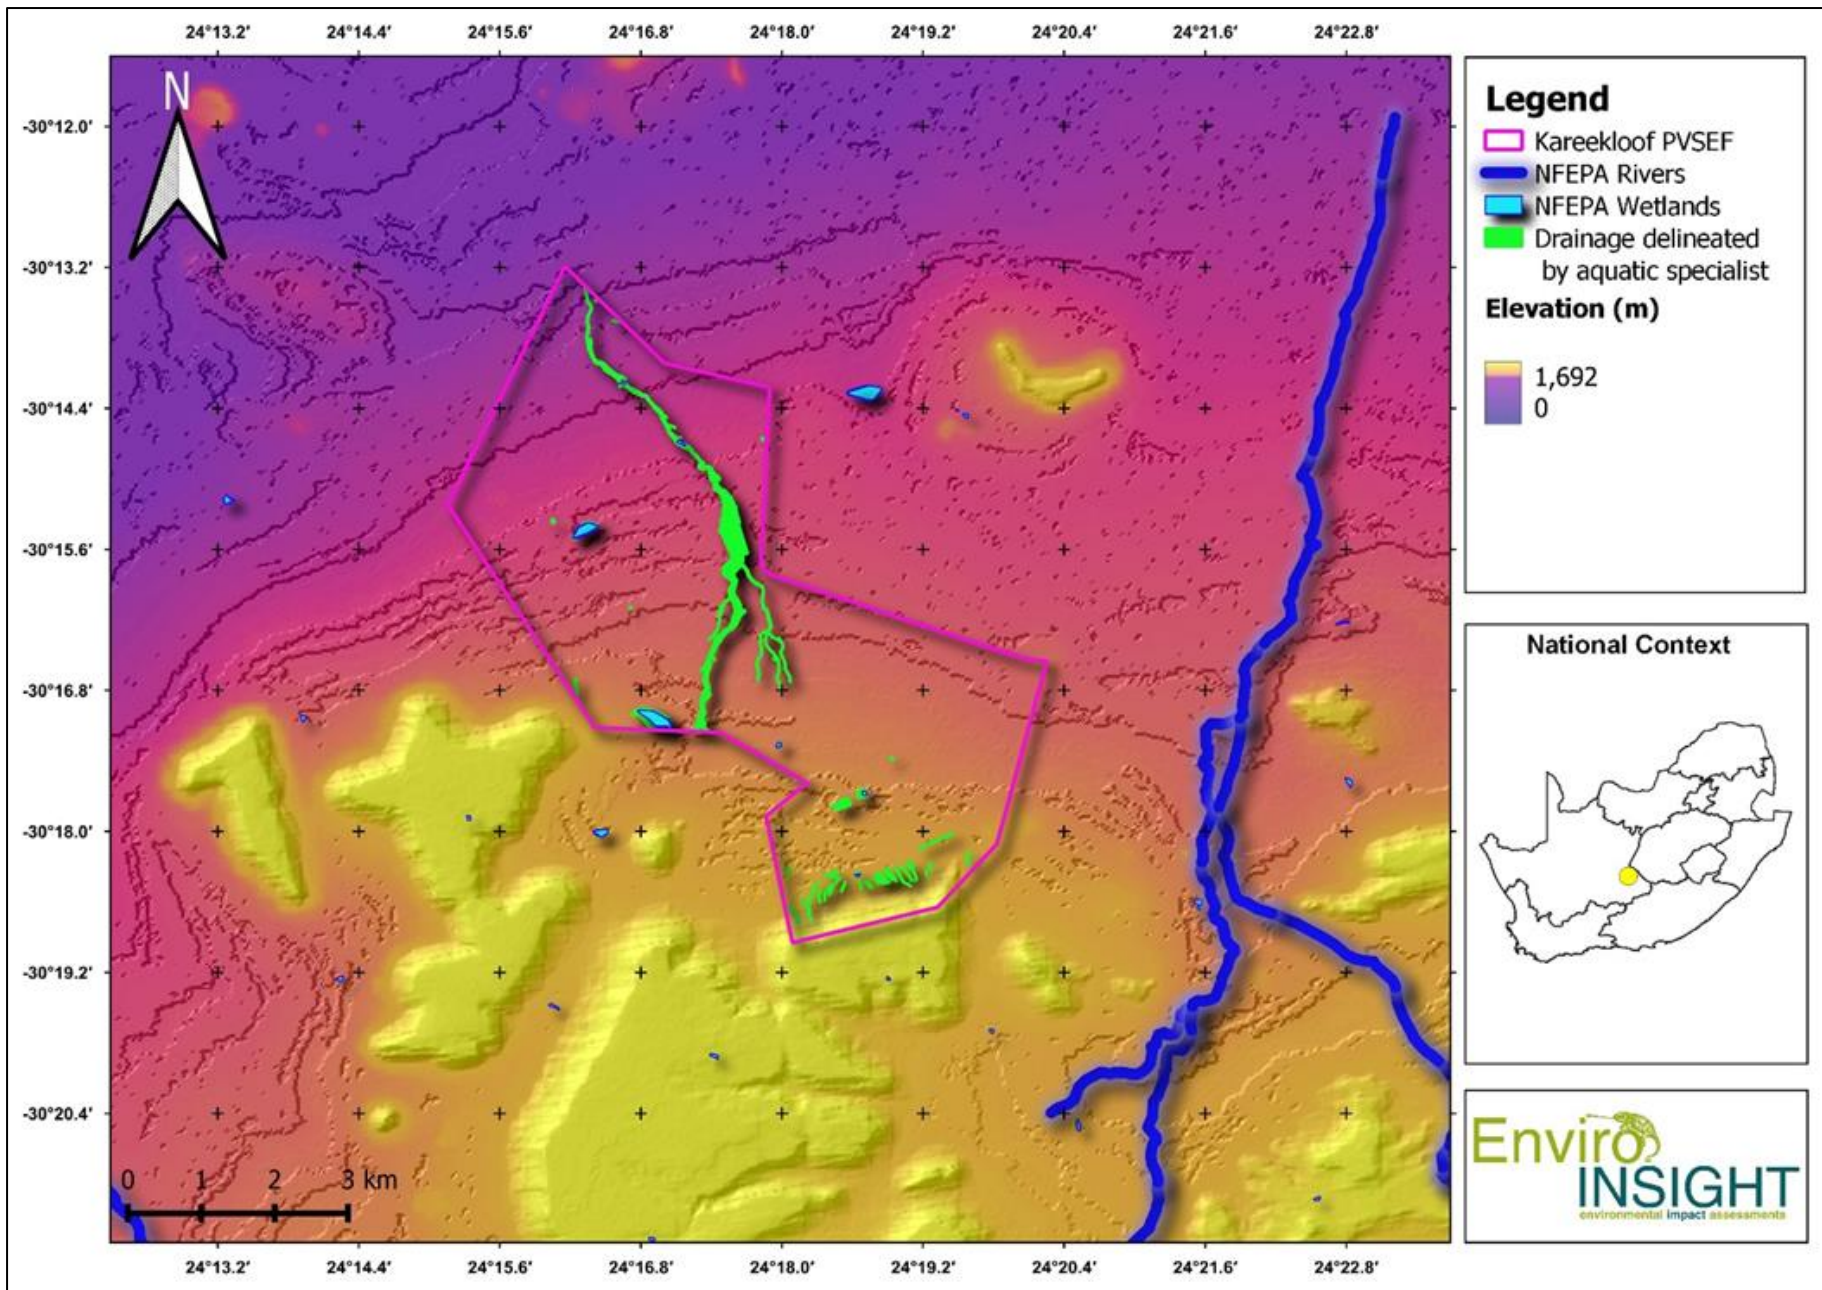 24°13.2' 24°14.4' 24°15.6' 24°16.8' 24°18.0' 24°19.2' 24°20.4' 24°21.6' 24°22.8'
N
-30°12.0'
-30°13.2'
-30°14.4'
-30°15.6'
-30°16.8'
-30°18.0'
-30°19.2'
-30°20.4'
0 1 2 3 km
24°13.2' 24°14.4' 24°15.6' 24°16.8' 24°18.0' 24°19.2' 24°20.4' 24°21.6' 24°22.8'
Legend
Kareekloof PVSEF
NFEPA Rivers
NFEPA Wetlands
Drainage delineated
by aquatic specialist
Elevation (m)
1,692
0
National Context
Enviro
INSIGHT
environmental impact assessments